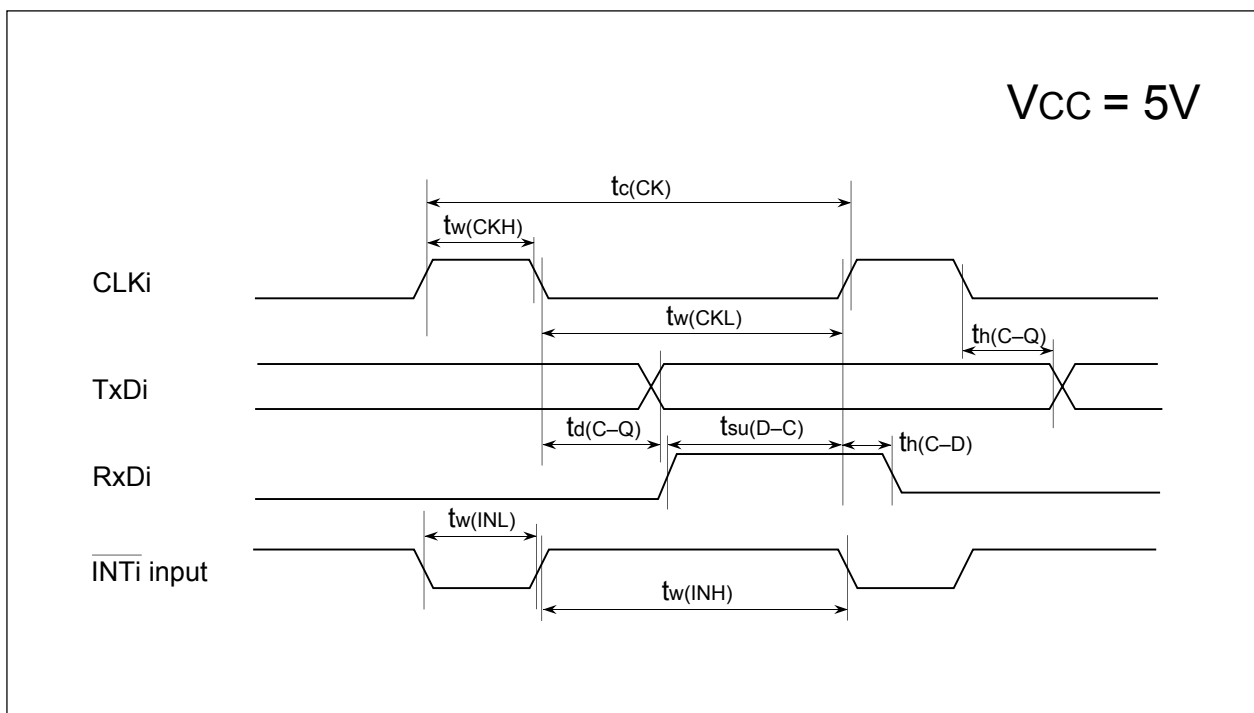 VCC = 5V
tc(CK)
tw(CKH)
CLKi
tw(CKL)
th(C–Q)
TxDi
td(C–Q)
tsu(D–C)
th(C–D)
RxDi
tw(INL)
INTi input
tw(INH)